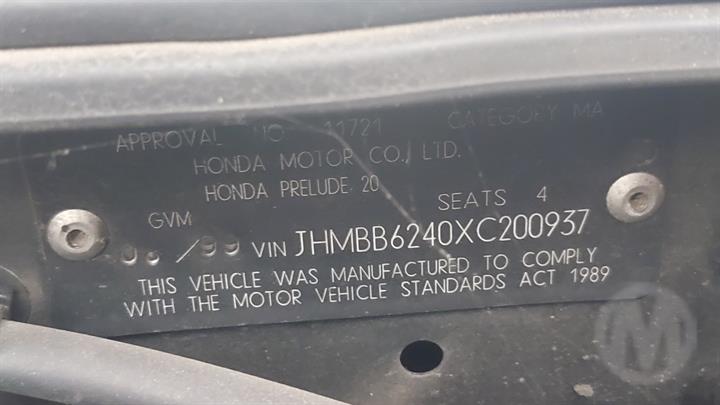 APPROVAL NO 11721 CATEGORY MA
HONDA MOTOR CO., LTD.
HONDA PRELUDE 20 SEATS 4
GVM
/99 VIN JHMBB6240XC200937
THIS VEHICLE WAS MANUFACTURED TO COMPLY
WITH THE MOTOR VEHICLE STANDARDS ACT 1989
M